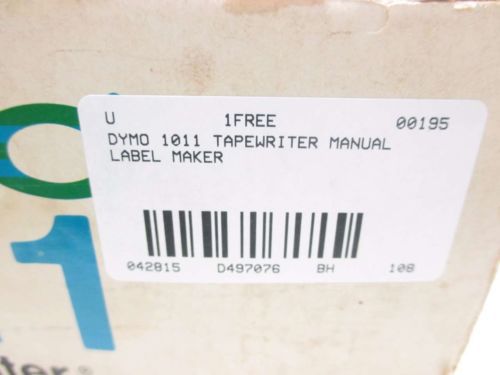 U 1FREE 00195
DYMO 1011 TAPEWRITER MANUAL
LABEL MAKER
042815 D497076 BH 108